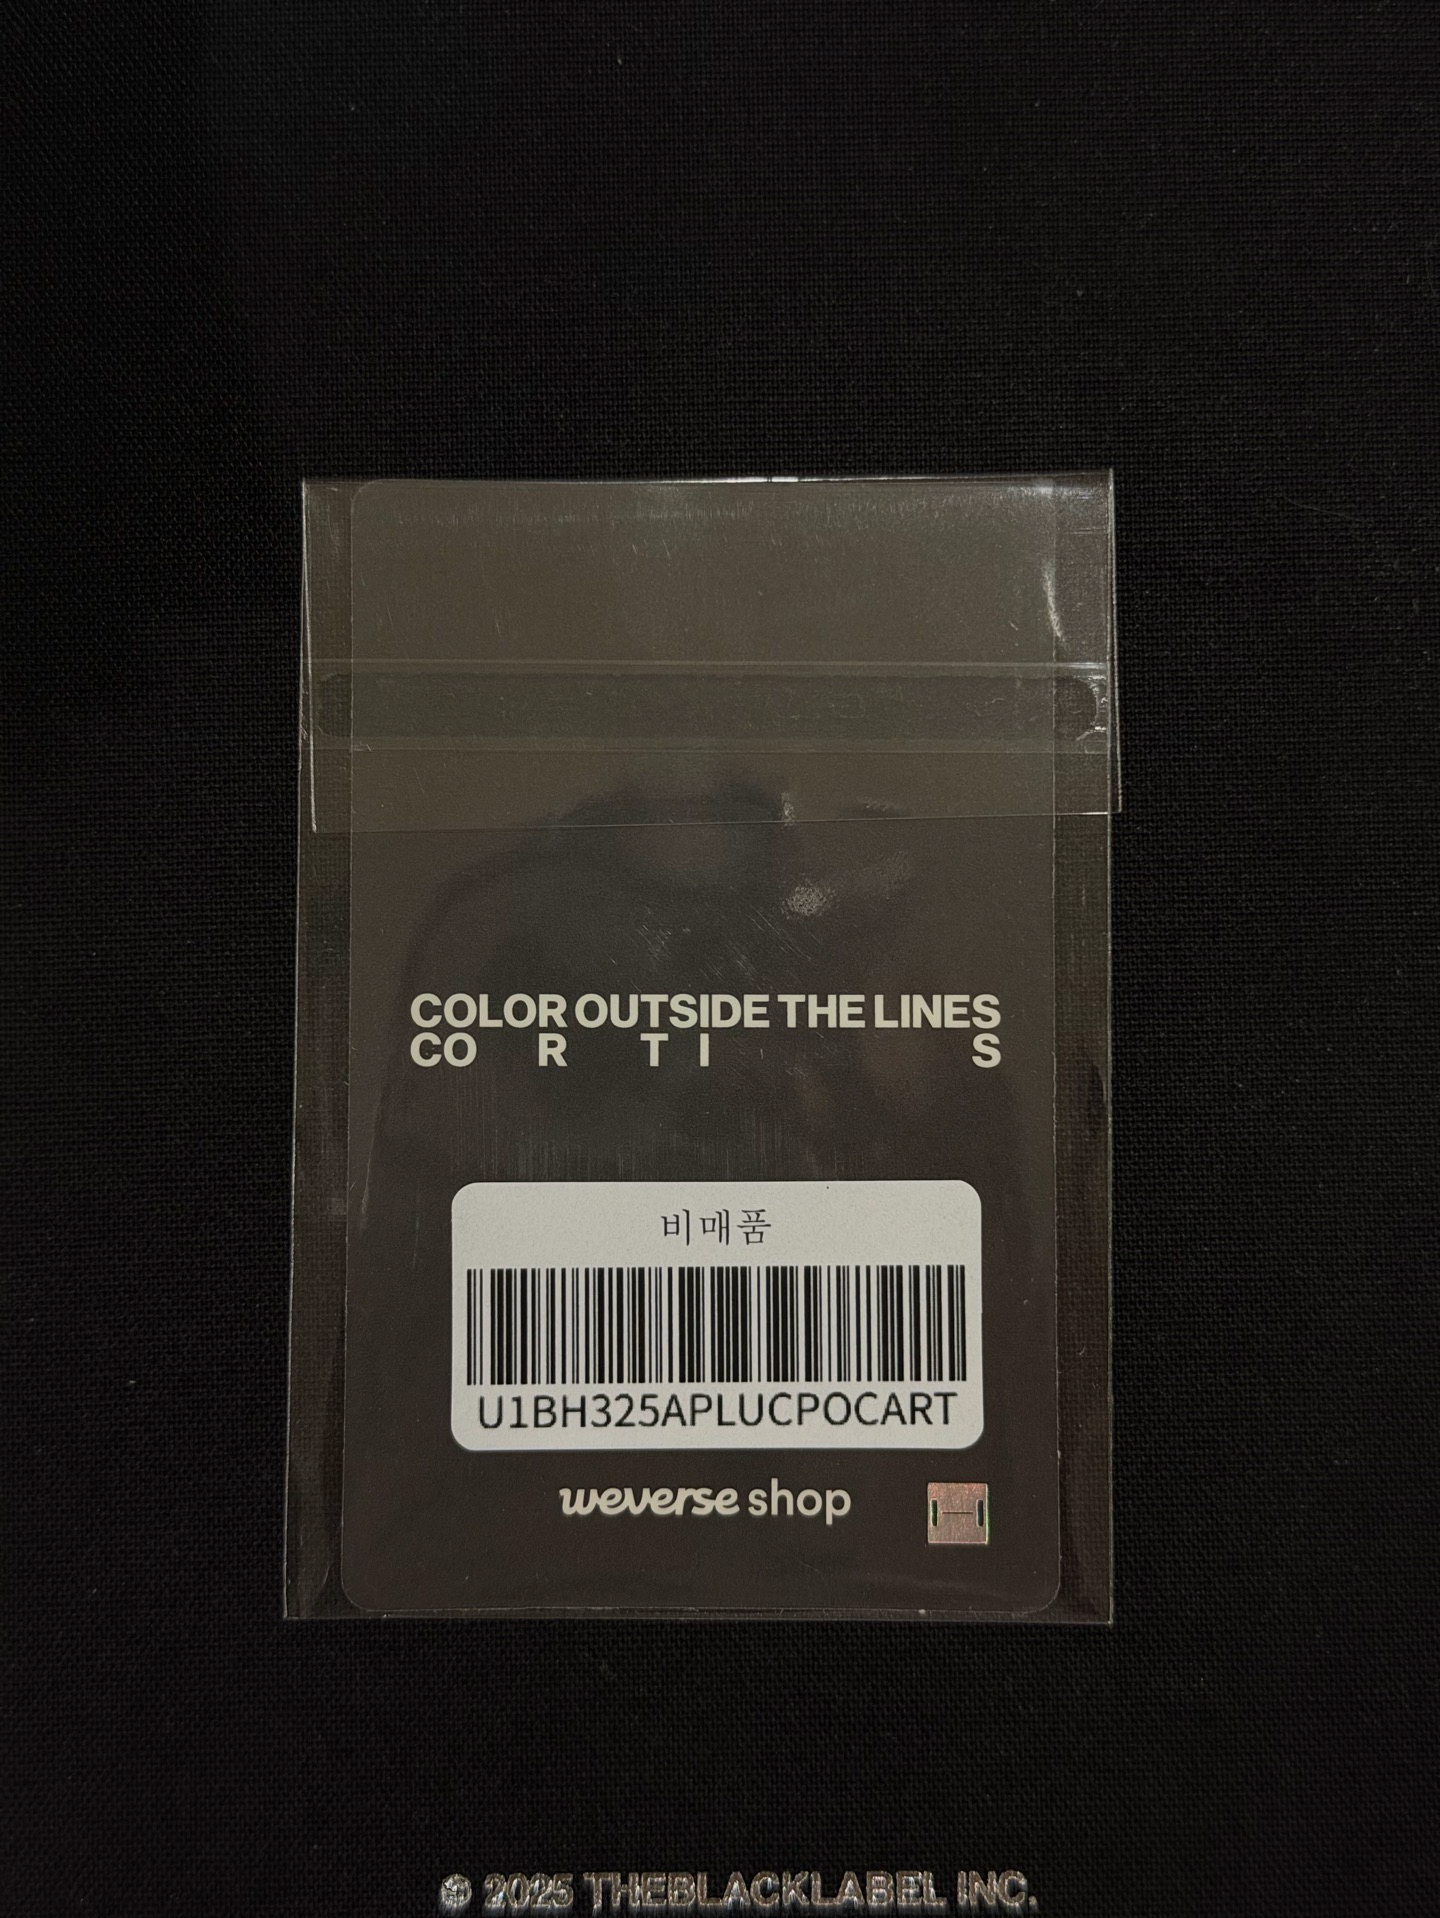 COLOR OUTSIDE THE LINES
CO R T I S
비매품
U1BH325APLUCPOCART
weverse shop
© 2025 THEBLACKLABEL INC.